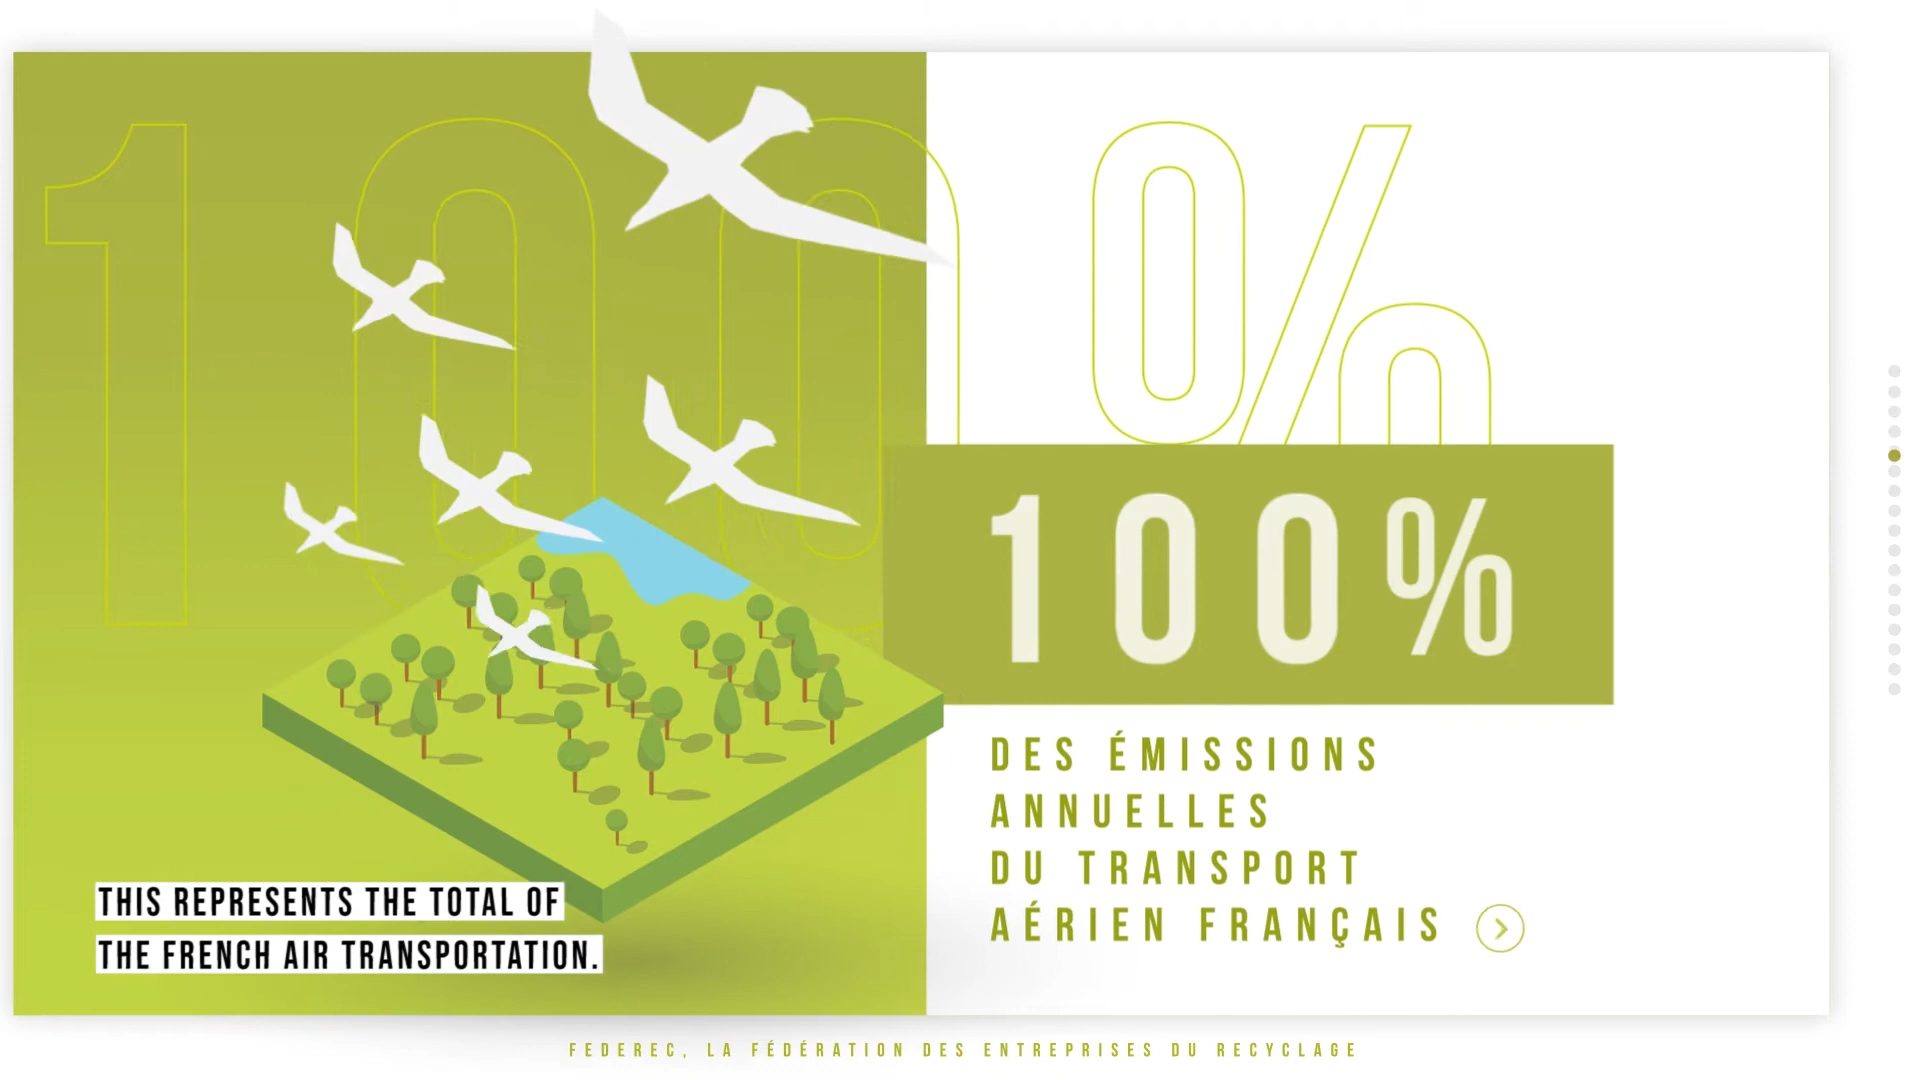 100%
100%
DES ÉMISSIONS
ANNUELLES
DU TRANSPORT
AÉRIEN FRANÇAIS
THIS REPRESENTS THE TOTAL OF
THE FRENCH AIR TRANSPORTATION.
FEDEREC, LA FÉDÉRATION DES ENTREPRISES DU RECYCLAGE